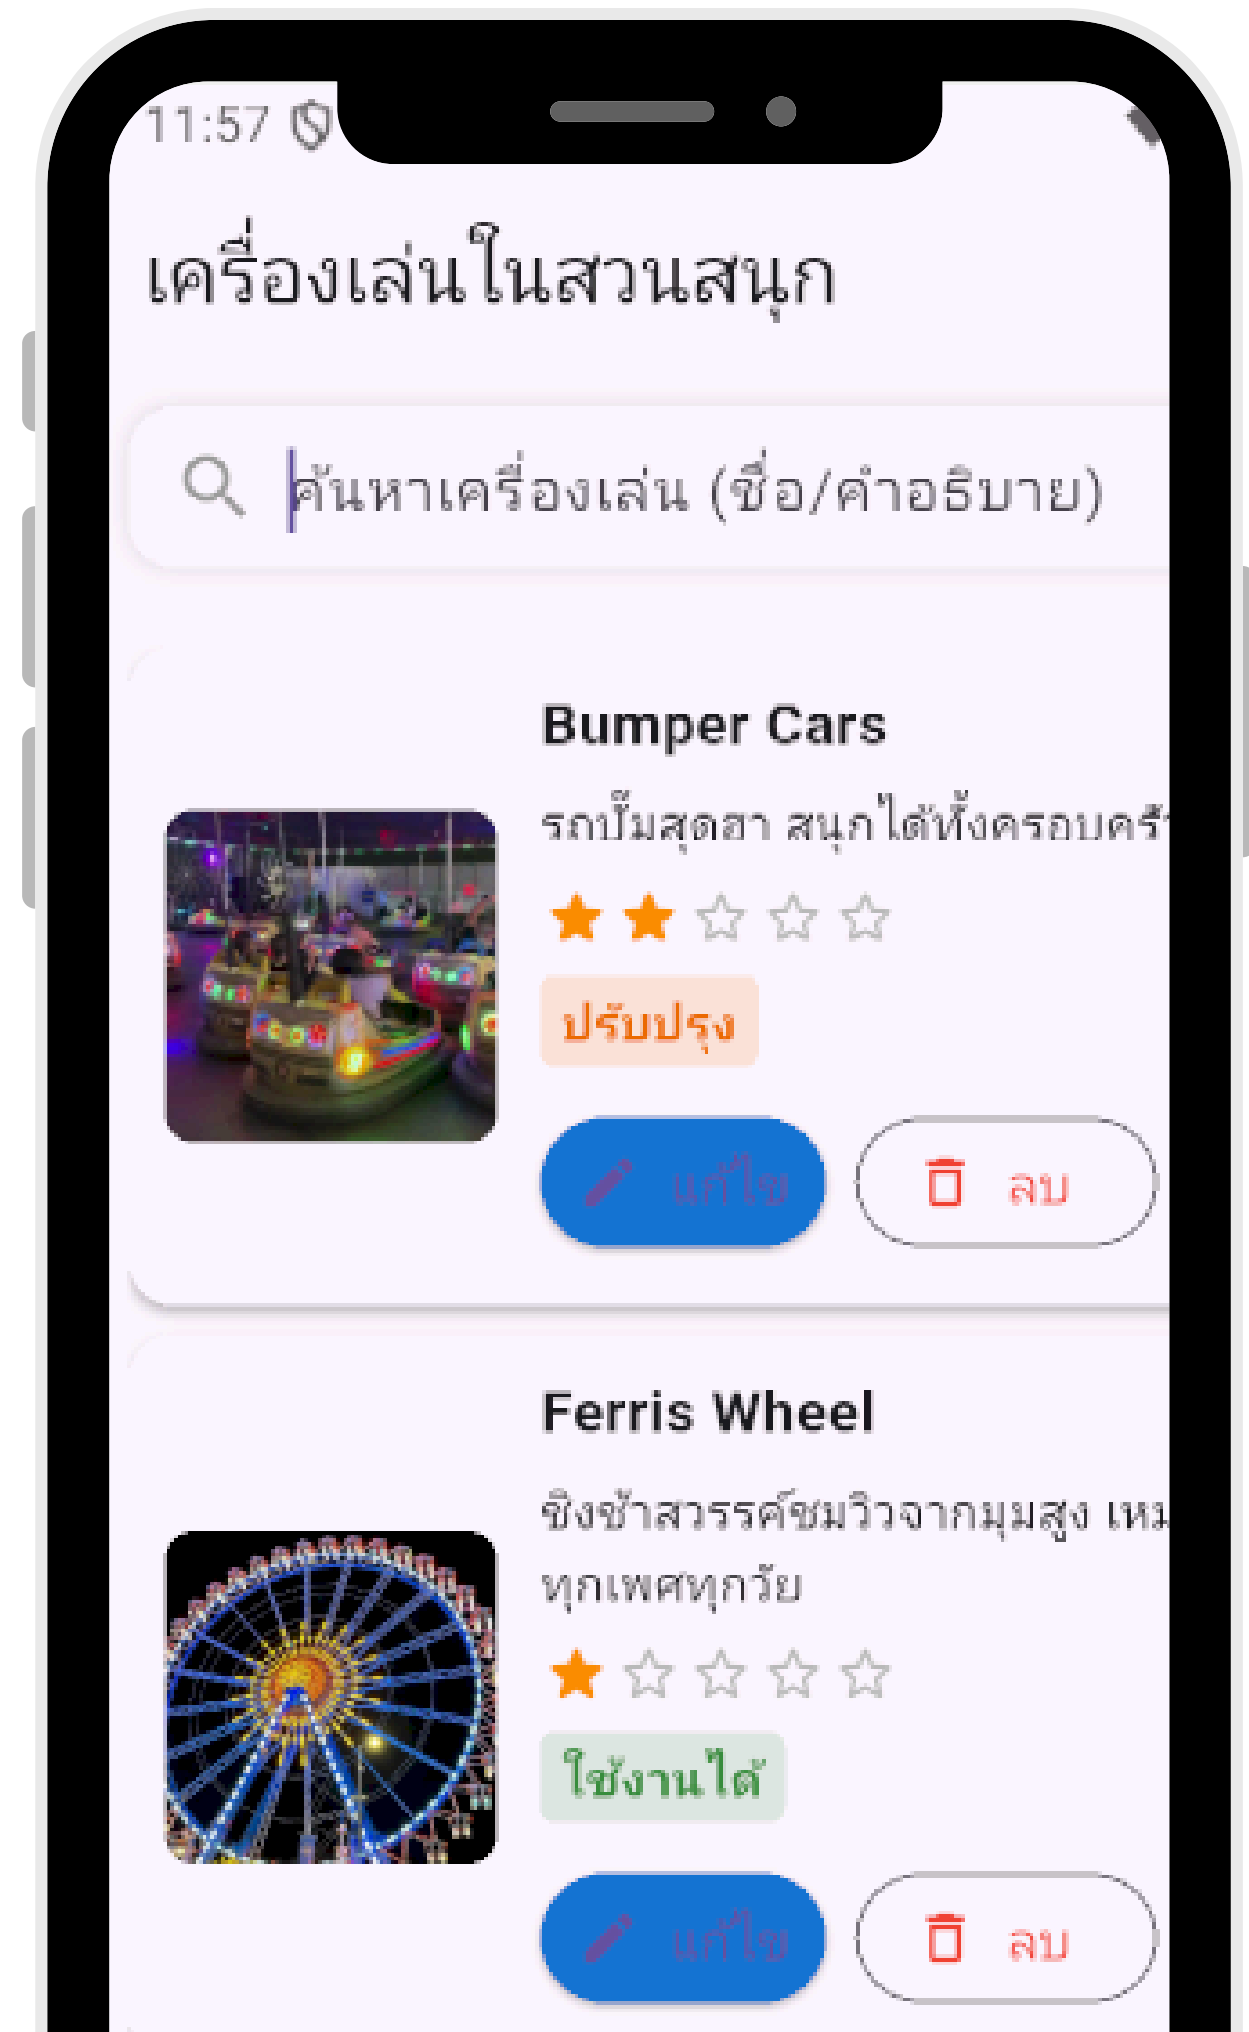 11:57
เครื่องเล่นในสวนสนุก
ค้นหาเครื่องเล่น (ชื่อ/คำอธิบาย)
Bumper Cars
รถบั๊มสุดฮา สนุกได้ทั้งครอบครั
ปรับปรุง
แก้ไข ลบ
Ferris Wheel
ชิงช้าสวรรค์ชมวิวจากมุมสูง เหม
ทุกเพศทุกวัย
ใช้งานได้
แก้ไข ลบ